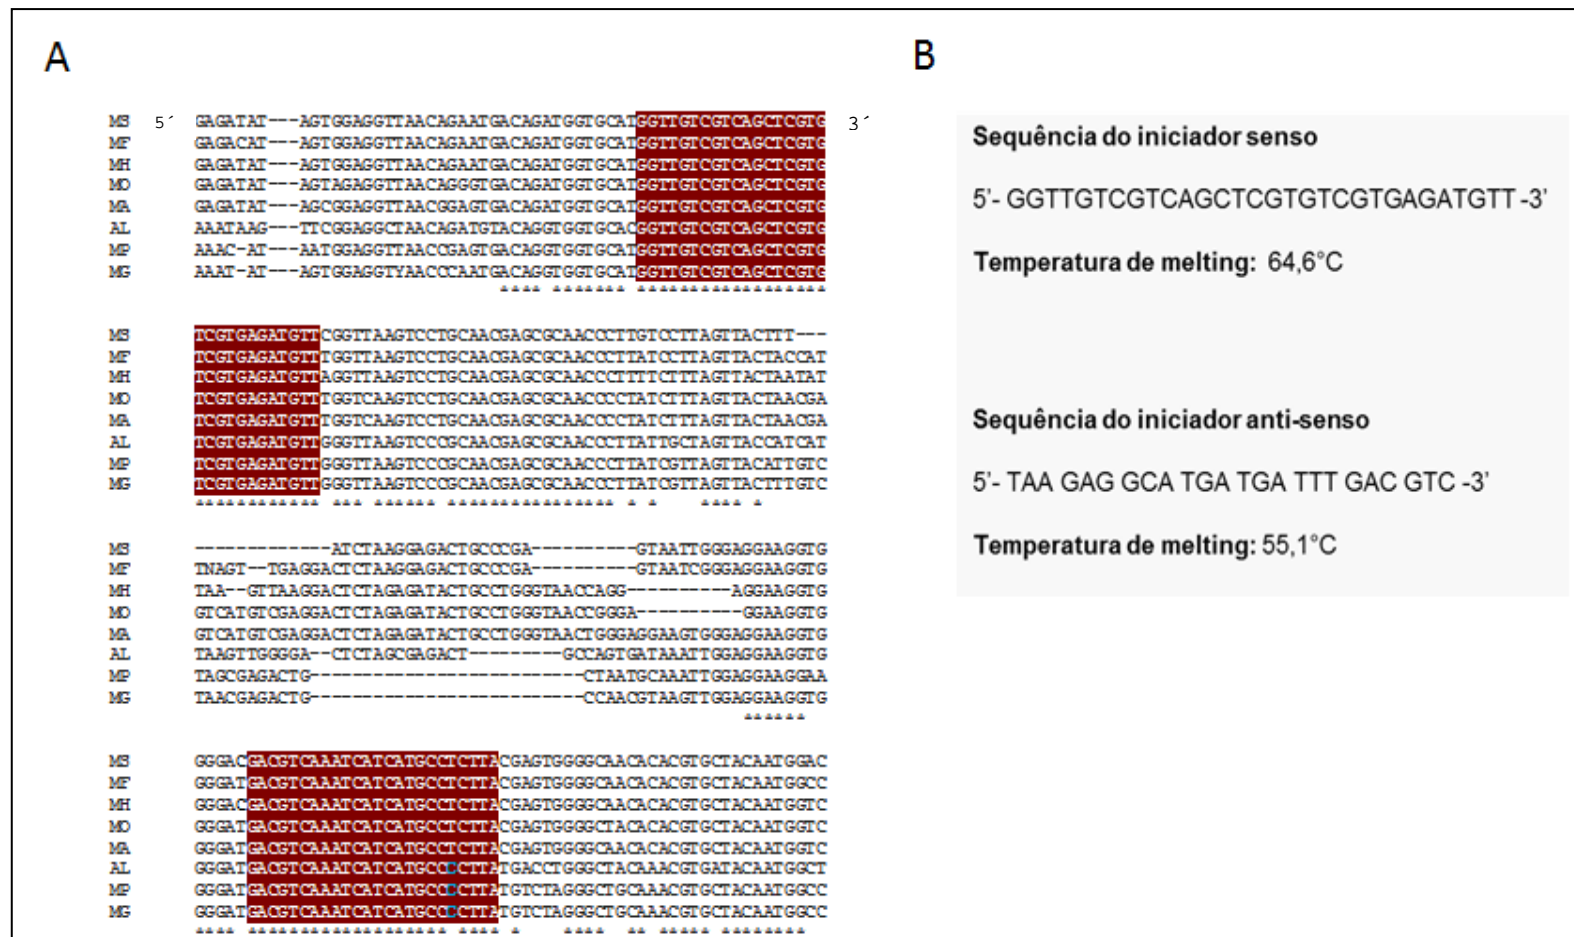 A
B
MS 5´ GAGATAT---AGTGGAGGTTAACAGAATGACAGATGGTGCATGGTTGTCGTCAGCTCGTG 3´
MF GAGACAT---AGTGGAGGTTAACAGAATGACAGATGGTGCATGGTTGTCGTCAGCTCGTG
MH GAGATAT---AGTGGAGGTTAACAGAATGACAGATGGTGCATGGTTGTCGTCAGCTCGTG
MO GAGATAT---AGTAGAGGTTAACAGGGTGACAGATGGTGCATGGTTGTCGTCAGCTCGTG
MA GAGATAT---AGCGGAGGTTAACGGAGTGACAGATGGTGCATGGTTGTCGTCAGCTCGTG
AL AAATAAG---TTCGGAGGCTAACAGATGTACAGGTGGTGCACGGTTGTCGTCAGCTCGTG
MP AAAC-AT---AATGGAGGTTAACCGAGTGACAGGTGGTGCATGGTTGTCGTCAGCTCGTG
MG AAAT-AT---AGTGGAGGTYAACCCAATGACAGGTGGTGCATGGTTGTCGTCAGCTCGTG
**** ******* ******************
MS TCGTGAGATGTTCGGTTAAGTCCTGCAACGAGCGCAACCCTTGTCCTTAGTTACTTT---
MF TCGTGAGATGTTTGGTTAAGTCCTGCAACGAGCGCAACCCTTATCCTTAGTTACTACCAT
MH TCGTGAGATGTTAGGTTAAGTCCTGCAACGAGCGCAACCCTTTTCTTTAGTTACTAATAT
MO TCGTGAGATGTTTGGTCAAGTCCTGCAACGAGCGCAACCCCTATCTTTAGTTACTAACGA
MA TCGTGAGATGTTTGGTCAAGTCCTGCAACGAGCGCAACCCCTATCTTTAGTTACTAACGA
AL TCGTGAGATGTTGGGTTAAGTCCCGCAACGAGCGCAACCCTTATTGCTAGTTACCATCAT
MP TCGTGAGATGTTGGGTTAAGTCCCGCAACGAGCGCAACCCTTATCGTTAGTTACATTGTC
MG TCGTGAGATGTTGGGTTAAGTCCCGCAACGAGCGCAACCCTTATCGTTAGTTACTTTGTC
************ *** ****** **************** * * **** *
MS -------------ATCTAAGGAGACTGCCCGA----------GTAATTGGGAGGAAGGTG
MF TNAGT--TGAGGACTCTAAGGAGACTGCCCGA----------GTAATCGGGAGGAAGGTG
MH TAA--GTTAAGGACTCTAGAGATACTGCCTGGGTAACCAGG----------AGGAAGGTG
MO GTCATGTCGAGGACTCTAGAGATACTGCCTGGGTAACCGGGA----------GGAAGGTG
MA GTCATGTCGAGGACTCTAGAGATACTGCCTGGGTAACTGGGAGGAAGTGGGAGGAAGGTG
AL TAAGTTGGGGA--CTCTAGCGAGACT---------GCCAGTGATAAATTGGAGGAAGGTG
MP TAGCGAGACTG--------------------------CTAATGCAAATTGGAGGAAGGAA
MG TAACGAGACTG--------------------------CCAACGTAAGTTGGAGGAAGGTG
******
MS GGGACGACGTCAAATCATCATGCCTCTTACGAGTGGGGCAACACACGTGCTACAATGGAC
MF GGGATGACGTCAAATCATCATGCCTCTTACGAGTGGGGCAACACACGTGCTACAATGGCC
MH GGGACGACGTCAAATCATCATGCCTCTTACGAGTGGGGCAACACACGTGCTACAATGGTC
MO GGGATGACGTCAAATCATCATGCCTCTTACGAGTGGGGCTACACACGTGCTACAATGGTC
MA GGGATGACGTCAAATCATCATGCCTCTTACGAGTGGGGCAACACACGTGCTACAATGGTC
AL GGGATGACGTCAAATCATCATGCCCCTTATGACCTGGGCTACAAACGTGATACAATGGCT
MP GGGATGACGTCAAATCATCATGCCCCTTATGTCTAGGGCTGCAAACGTGCTACAATGGCC
MG GGGATGACGTCAAATCATCATGCCCCTTATGTCTAGGGCTGCAAACGTGCTACAATGGCC
**** ******************* **** * **** ** ***** ********
Sequência do iniciador senso
5’- GGTTGTCGTCAGCTCGTGTCGTGAGATGTT -3’
Temperatura de melting: 64,6°C
Sequência do iniciador anti-senso
5’- TAA GAG GCA TGA TGA TTT GAC GTC -3’
Temperatura de melting: 55,1°C